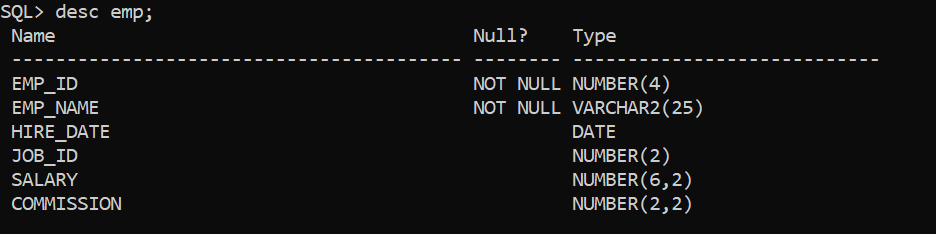 SQL> desc emp;
 Name                                      Null?    Type
 ----------------------------------------- -------- ----------------------------
 EMP_ID                                    NOT NULL NUMBER(4)
 EMP_NAME                                  NOT NULL VARCHAR2(25)
 HIRE_DATE                                          DATE
 JOB_ID                                             NUMBER(2)
 SALARY                                             NUMBER(6,2)
 COMMISSION                                         NUMBER(2,2)